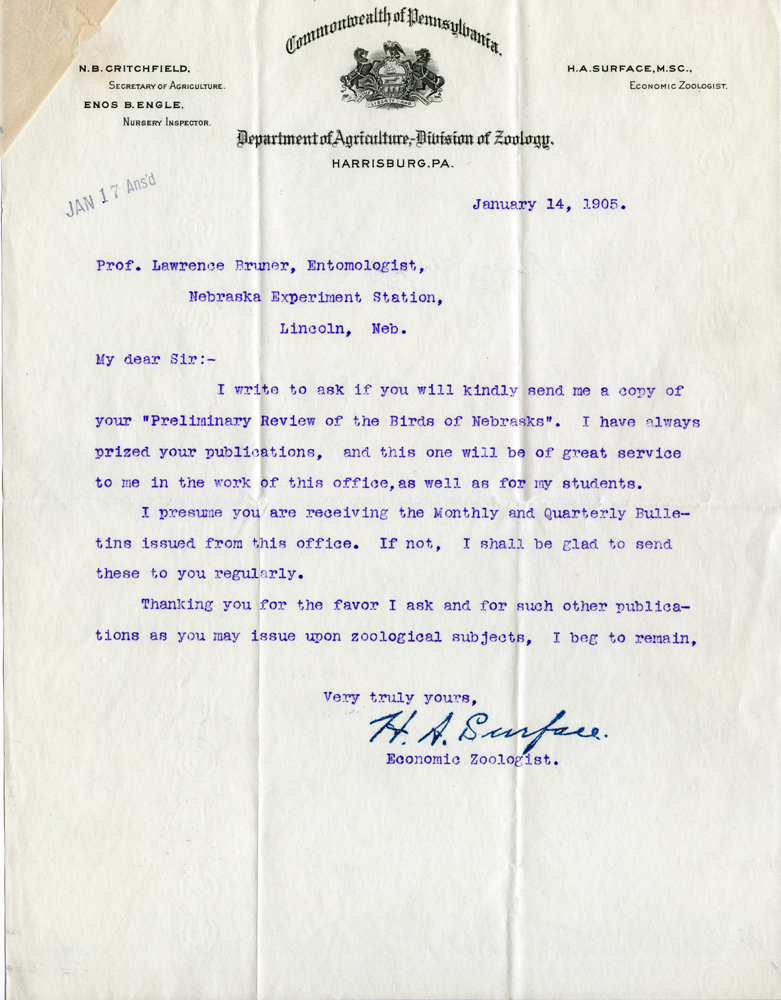 Commonwealth of Pennsylvania.
N. B. CRITCHFIELD,
SECRETARY OF AGRICULTURE.
ENOS B. ENGLE,
NURSERY INSPECTOR.
H. A. SURFACE, M.SC.,
ECONOMIC ZOOLOGIST.
Department of Agriculture,-Division of Zoology.
HARRISBURG, PA.
JAN 17 Ans'd
January 14, 1905.
Prof. Lawrence Bruner, Entomologist,
Nebraska Experiment Station,
Lincoln, Neb.
My dear Sir:-
I write to ask if you will kindly send me a copy of
your "Preliminary Review of the Birds of Nebrasks". I have always
prized your publications, and this one will be of great service
to me in the work of this office,as well as for my students.
I presume you are receiving the Monthly and Quarterly Bulle-
tins issued from this office. If not, I shall be glad to send
these to you regularly.
Thanking you for the favor I ask and for such other publica-
tions as you may issue upon zoological subjects, I beg to remain,
Very truly yours,
H. A. Surface.
Economic Zoologist.